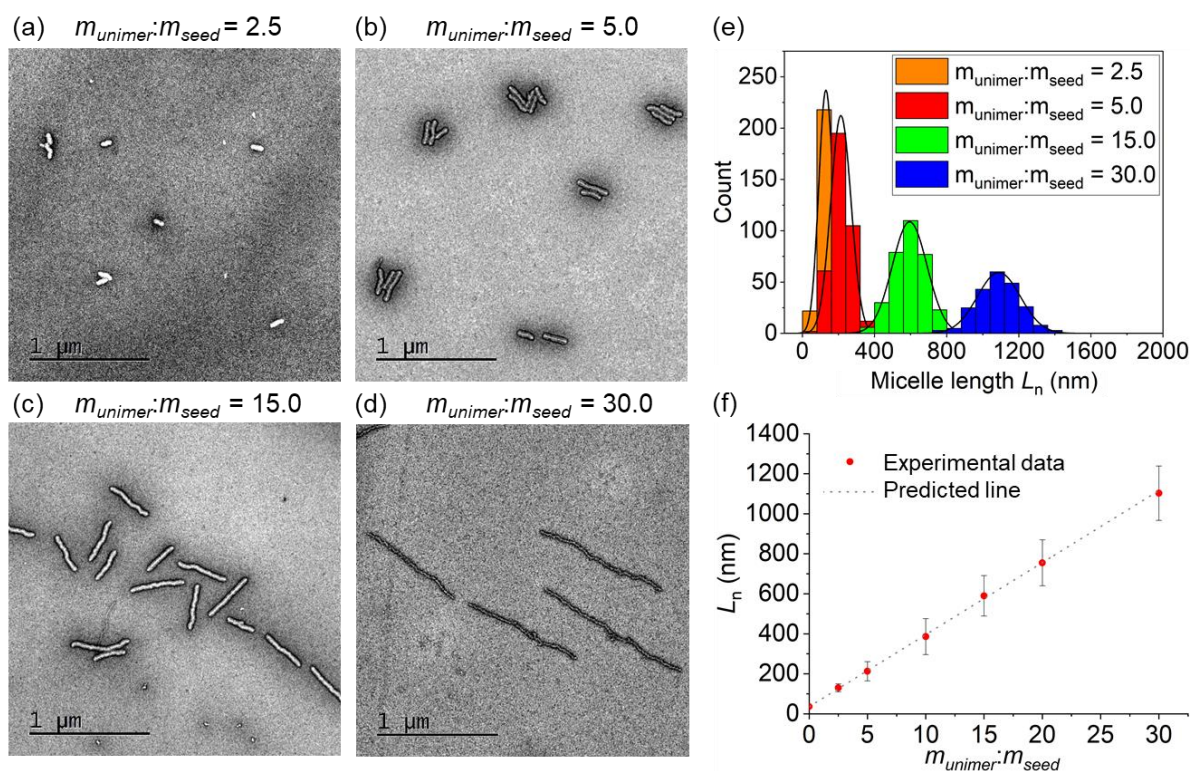 (a) m_unimer:m_seed = 2.5
(b) m_unimer:m_seed = 5.0
1 μm
1 μm
(c) m_unimer:m_seed = 15.0
(d) m_unimer:m_seed = 30.0
1 μm
1 μm
(e)
m_unimer:m_seed = 2.5
m_unimer:m_seed = 5.0
m_unimer:m_seed = 15.0
m_unimer:m_seed = 30.0
Count
250
200
150
100
50
0
0 400 800 1200 1600 2000
Micelle length L_n (nm)
(f)
Experimental data
Predicted line
L_n (nm)
1400
1200
1000
800
600
400
200
0
0 5 10 15 20 25 30
m_unimer:m_seed